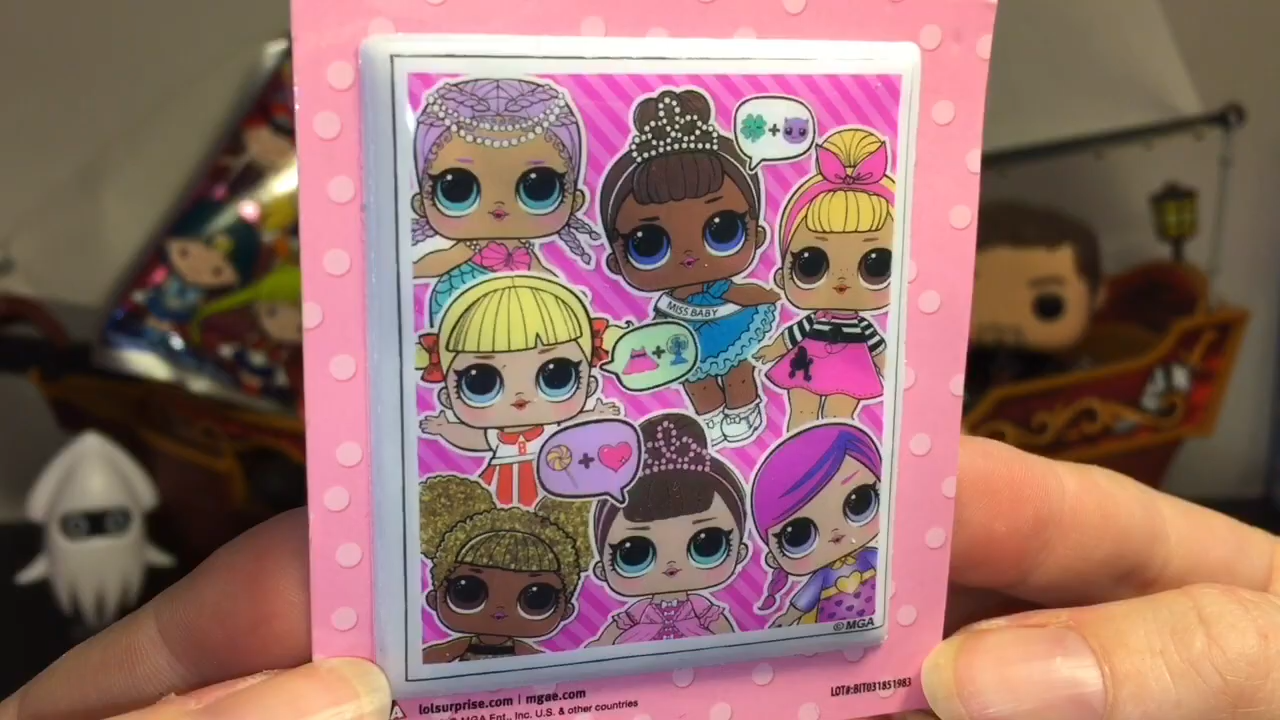 MISS BABY
©MGA
lolsurprise.com | mgae.com
MGA Ent., Inc. U.S. & other countries
LOT#:BIT031851983